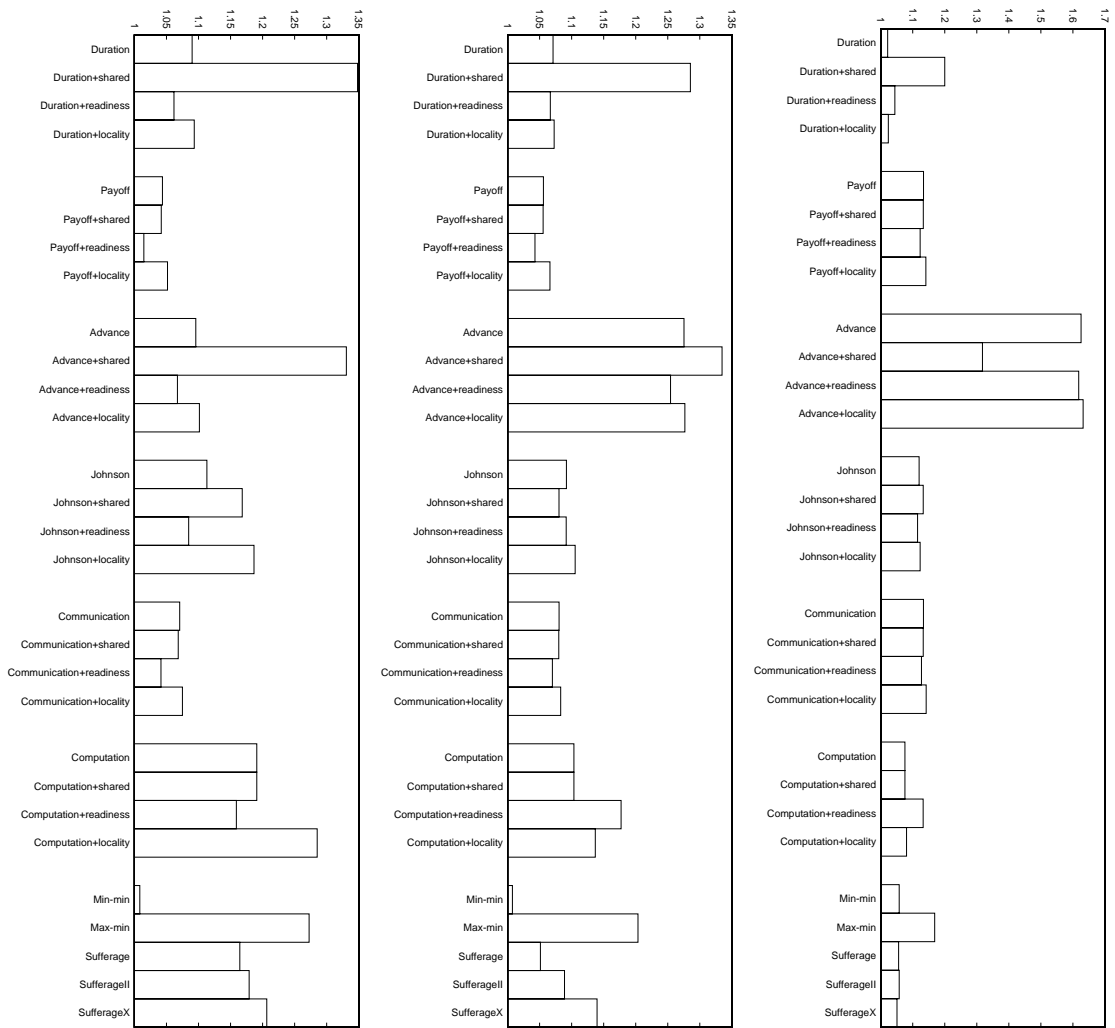 1 1.05 1.1 1.15 1.2 1.25 1.3 1.35
Duration
Duration+shared
Duration+readiness
Duration+locality
Payoff
Payoff+shared
Payoff+readiness
Payoff+locality
Advance
Advance+shared
Advance+readiness
Advance+locality
Johnson
Johnson+shared
Johnson+readiness
Johnson+locality
Communication
Communication+shared
Communication+readiness
Communication+locality
Computation
Computation+shared
Computation+readiness
Computation+locality
Min-min
Max-min
Sufferage
SufferageII
SufferageX
1 1.05 1.1 1.15 1.2 1.25 1.3 1.35
Duration
Duration+shared
Duration+readiness
Duration+locality
Payoff
Payoff+shared
Payoff+readiness
Payoff+locality
Advance
Advance+shared
Advance+readiness
Advance+locality
Johnson
Johnson+shared
Johnson+readiness
Johnson+locality
Communication
Communication+shared
Communication+readiness
Communication+locality
Computation
Computation+shared
Computation+readiness
Computation+locality
Min-min
Max-min
Sufferage
SufferageII
SufferageX
1 1.1 1.2 1.3 1.4 1.5 1.6 1.7
Duration
Duration+shared
Duration+readiness
Duration+locality
Payoff
Payoff+shared
Payoff+readiness
Payoff+locality
Advance
Advance+shared
Advance+readiness
Advance+locality
Johnson
Johnson+shared
Johnson+readiness
Johnson+locality
Communication
Communication+shared
Communication+readiness
Communication+locality
Computation
Computation+shared
Computation+readiness
Computation+locality
Min-min
Max-min
Sufferage
SufferageII
SufferageX